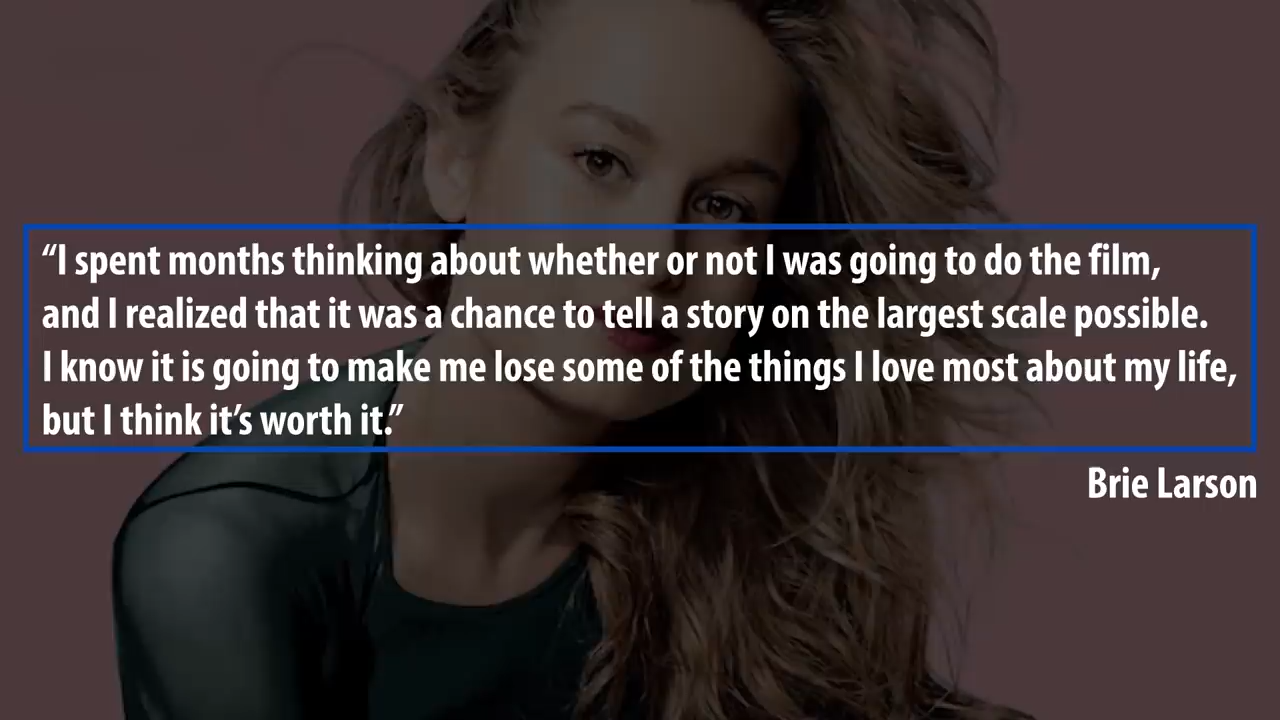 “I spent months thinking about whether or not I was going to do the film,
and I realized that it was a chance to tell a story on the largest scale possible.
I know it is going to make me lose some of the things I love most about my life,
but I think it’s worth it.”
Brie Larson